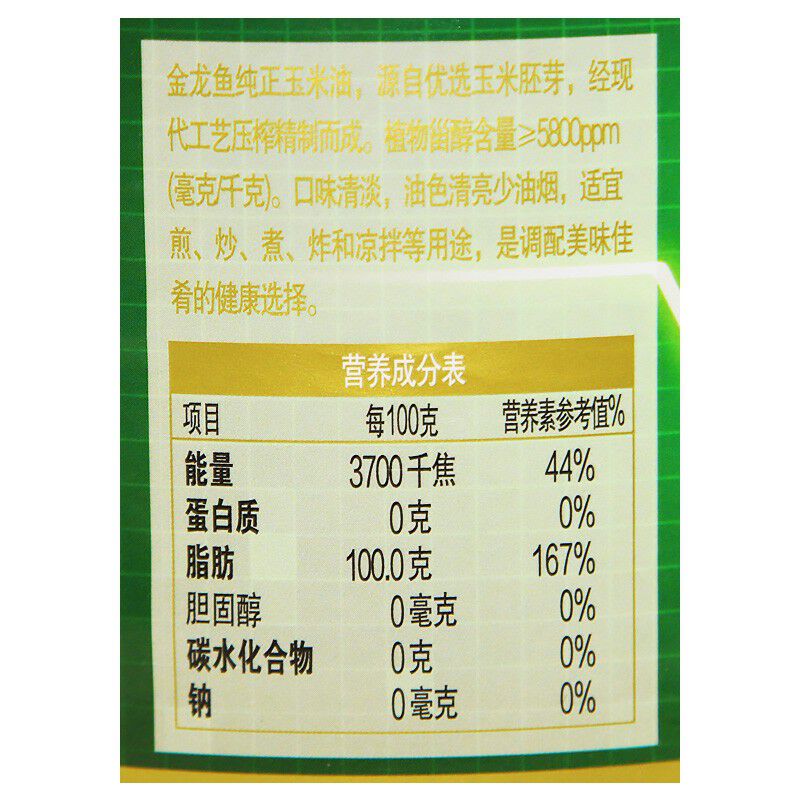 金龙鱼纯正玉米油，源自优选玉米胚芽，经现
代工艺压榨精制而成。植物甾醇含量≥5800ppm
(毫克/千克)。口味清淡，油色清亮少油烟，适宜
煎、炒、煮、炸和凉拌等用途，是调配美味佳
肴的健康选择。
营养成分表
项目 每100克 营养素参考值%
能量 3700千焦 44%
蛋白质 0克 0%
脂肪 100.0克 167%
胆固醇 0毫克 0%
碳水化合物 0克 0%
钠 0毫克 0%